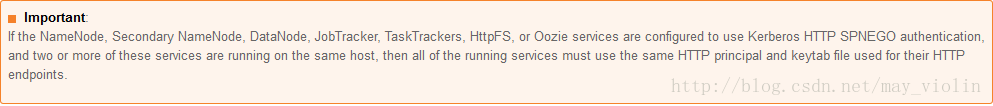 Important:
If the NameNode, Secondary NameNode, DataNode, JobTracker, TaskTrackers, HttpFS, or Oozie services are configured to use Kerberos HTTP SPNEGO authentication,
and two or more of these services are running on the same host, then all of the running services must use the same HTTP principal and keytab file used for their HTTP
endpoints.
http://blog.csdn.net/may_violin